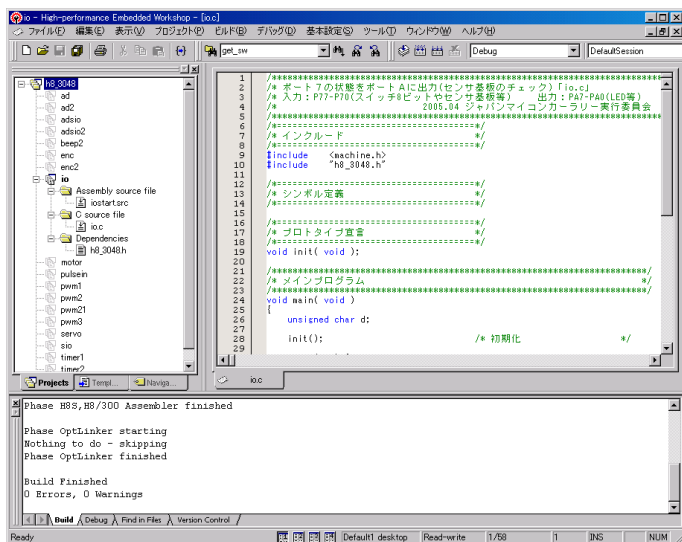 io - High-performance Embedded Workshop - [io.c]
ファイル(F) 編集(E) 表示(V) プロジェクト(P) ビルド(B) デバッグ(D) 基本設定(S) ツール(T) ウィンドウ(W) ヘルプ(H)
get_sw Debug DefaultSession
h8_3048
ad
ad2
adsio
adsio2
beep2
enc
enc2
io
Assembly source file
iostart.src
C source file
io.c
Dependencies
h8_3048.h
motor
pulsein
pwm1
pwm2
pwm21
pwm3
servo
sio
timer1
timer2
Projects Templ... Naviga...
1 /****************************************************************************
2 /* ポート7の状態をポートAに出力(センサ基板のチェック)「io.c」
3 /* 入力:P77-P70(スイッチ8ビットやセンサ基板等) 出力:PA7-PA0(LED等)
4 /* 2005.04 ジャパンマイコンカーラリー実行委員会
5 /****************************************************************************
6 /*======================================*/
7 /* インクルード */
8 /*======================================*/
9 #include <machine.h>
10 #include "h8_3048.h"
11
12 /*======================================*/
13 /* シンボル定義 */
14 /*======================================*/
15
16 /*======================================*/
17 /* プロトタイプ宣言 */
18 /*======================================*/
19 void init( void );
20
21 /************************************************************************/
22 /* メインプログラム */
23 /************************************************************************/
24 void main( void )
25 {
26 unsigned char d;
27
28 init(); /* 初期化 */
29
io.c
Phase H8S,H8/300 Assembler finished
Phase OptLinker starting
Nothing to do - skipping
Phase OptLinker finished
Build Finished
0 Errors, 0 Warnings
Build Debug Find in Files Version Control
Ready Default1 desktop Read-write 1/58 1 INS NUM